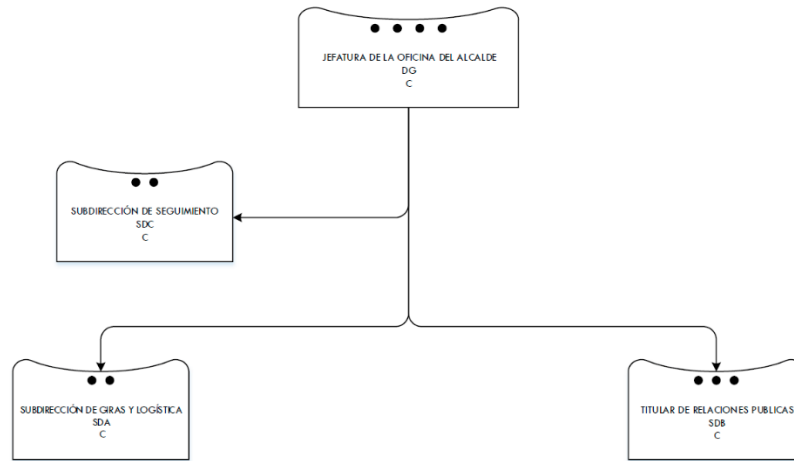 JEFATURA DE LA OFICINA DEL ALCALDE
DG
C
SUBDIRECCIÓN DE SEGUIMIENTO
SDC
C
SUBDIRECCIÓN DE GIRAS Y LOGÍSTICA
SDA
C
TITULAR DE RELACIONES PUBLICAS
SDB
C